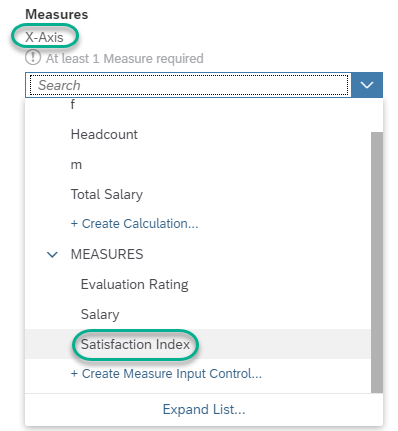 Measures
X-Axis
At least 1 Measure required
Search
f
Headcount
m
Total Salary
+ Create Calculation...
MEASURES
Evaluation Rating
Salary
Satisfaction Index
+ Create Measure Input Control...
Expand List...